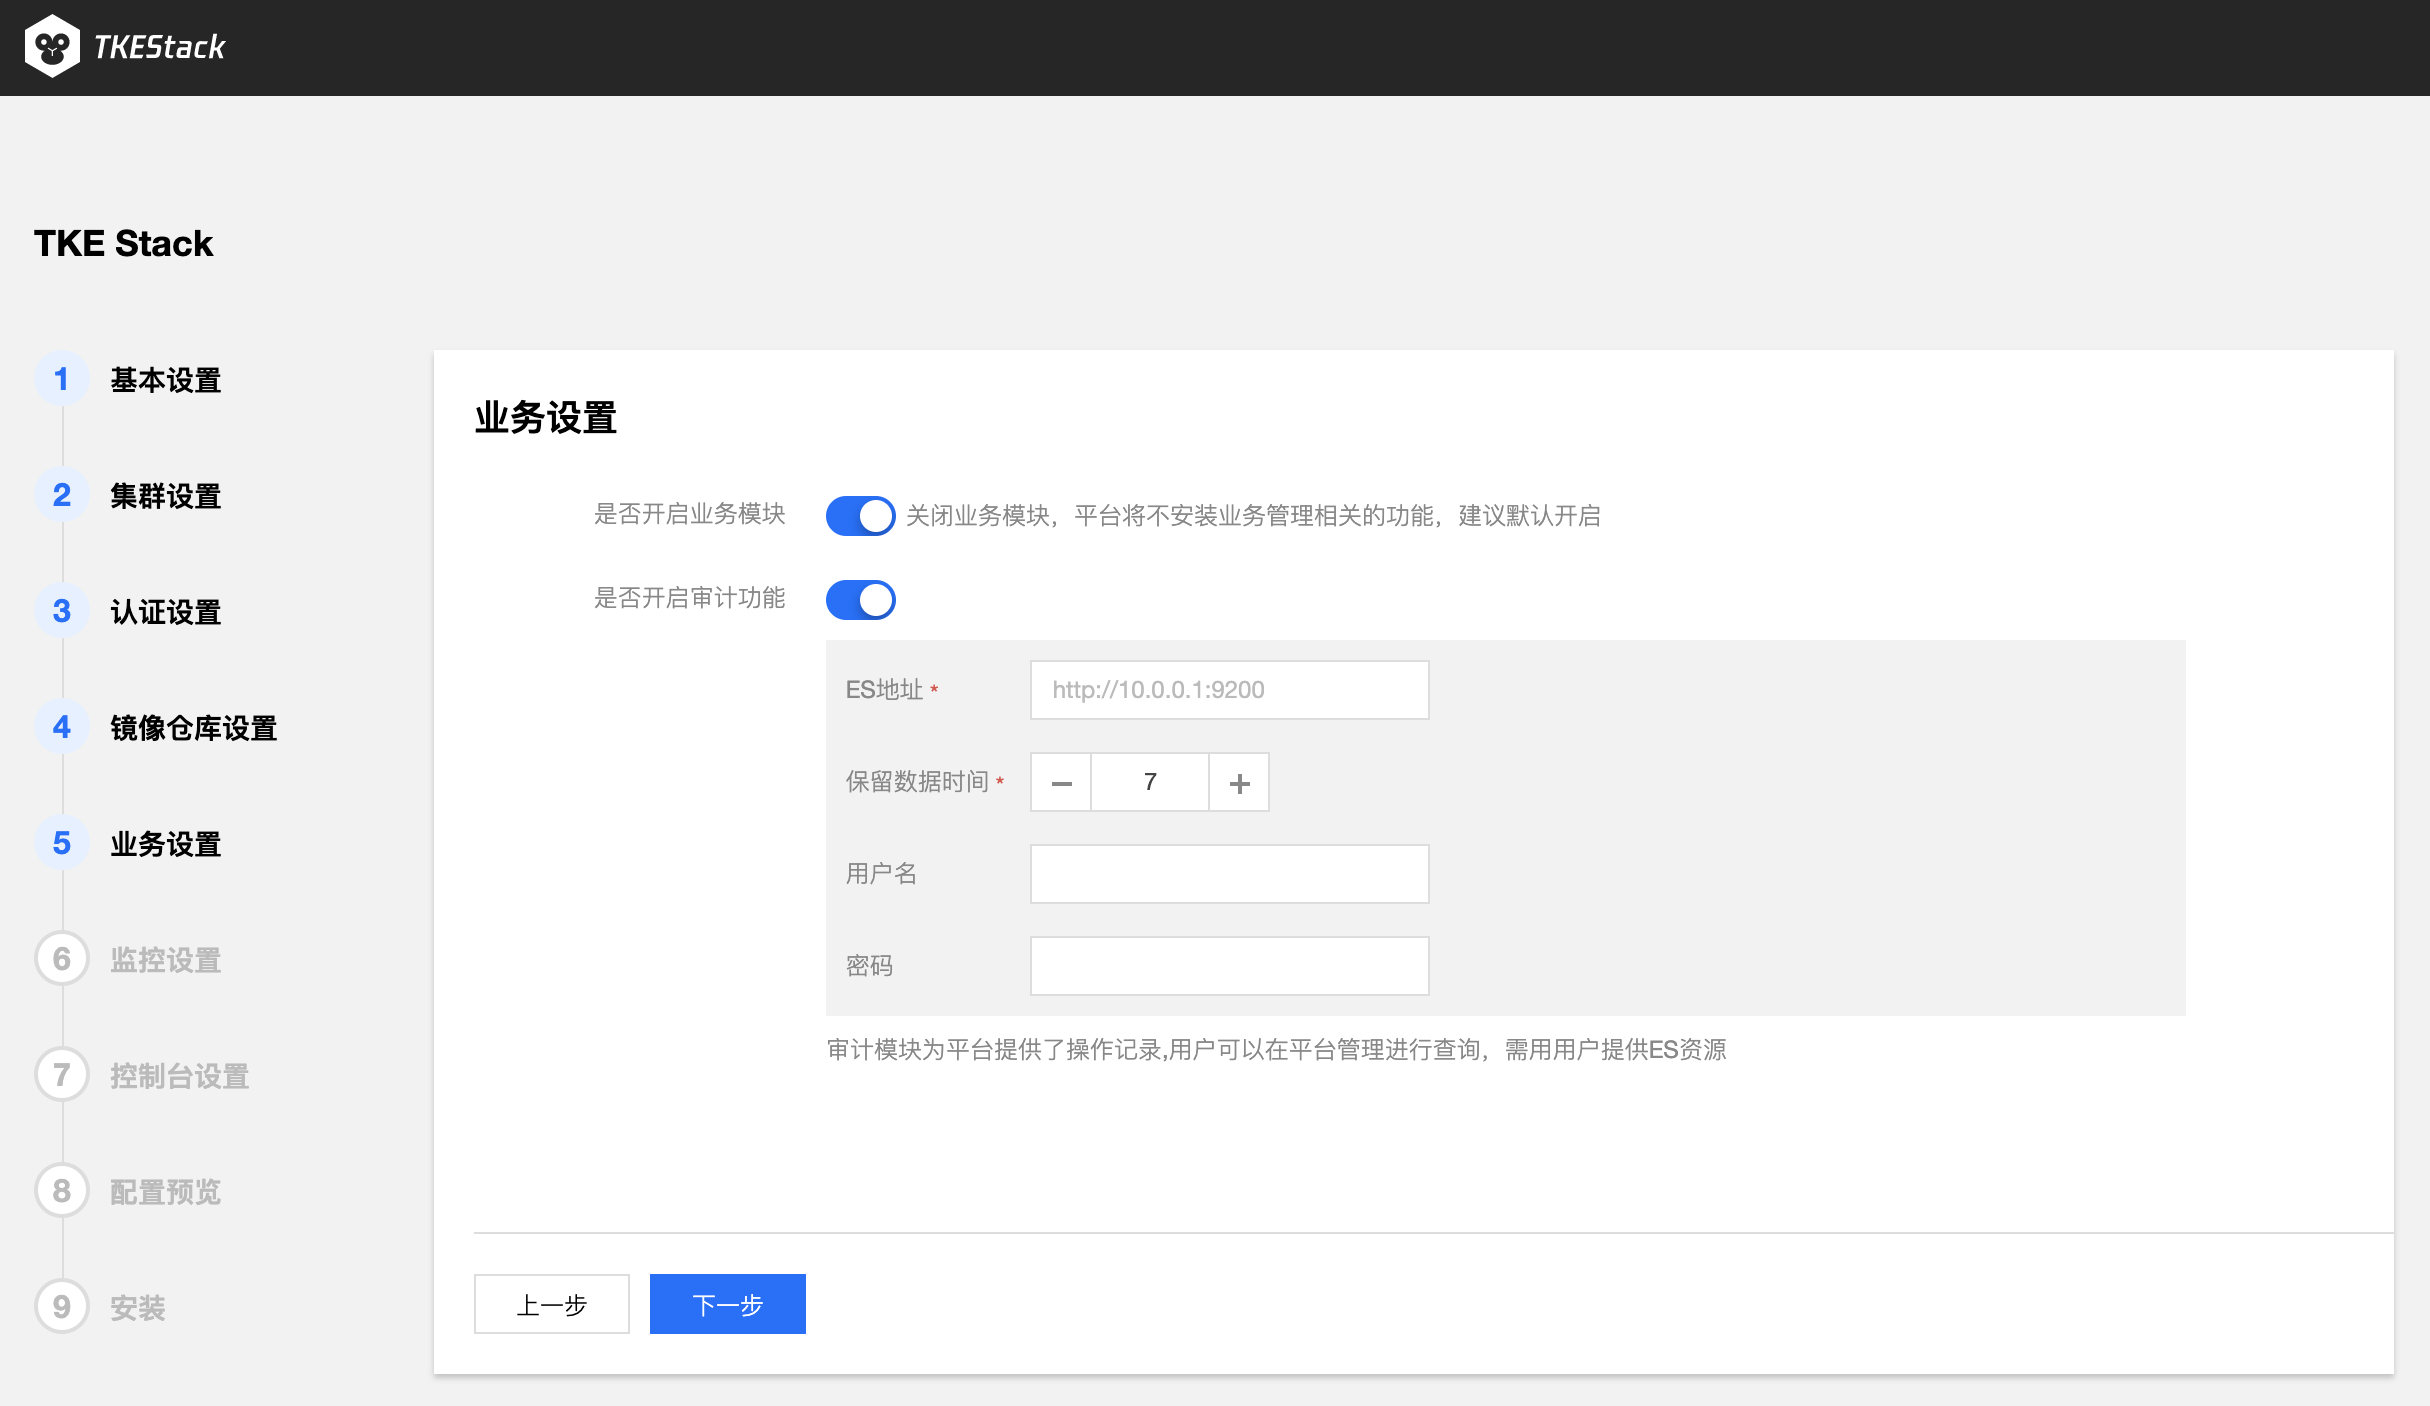 TKEStack
TKE Stack
1 基本设置
2 集群设置
3 认证设置
4 镜像仓库设置
5 业务设置
6 监控设置
7 控制台设置
8 配置预览
9 安装
业务设置
是否开启业务模块 关闭业务模块，平台将不安装业务管理相关的功能，建议默认开启
是否开启审计功能
ES地址 * http://10.0.0.1:9200
保留数据时间 * － 7 +
用户名
密码
审计模块为平台提供了操作记录,用户可以在平台管理进行查询，需用用户提供ES资源
上一步 下一步